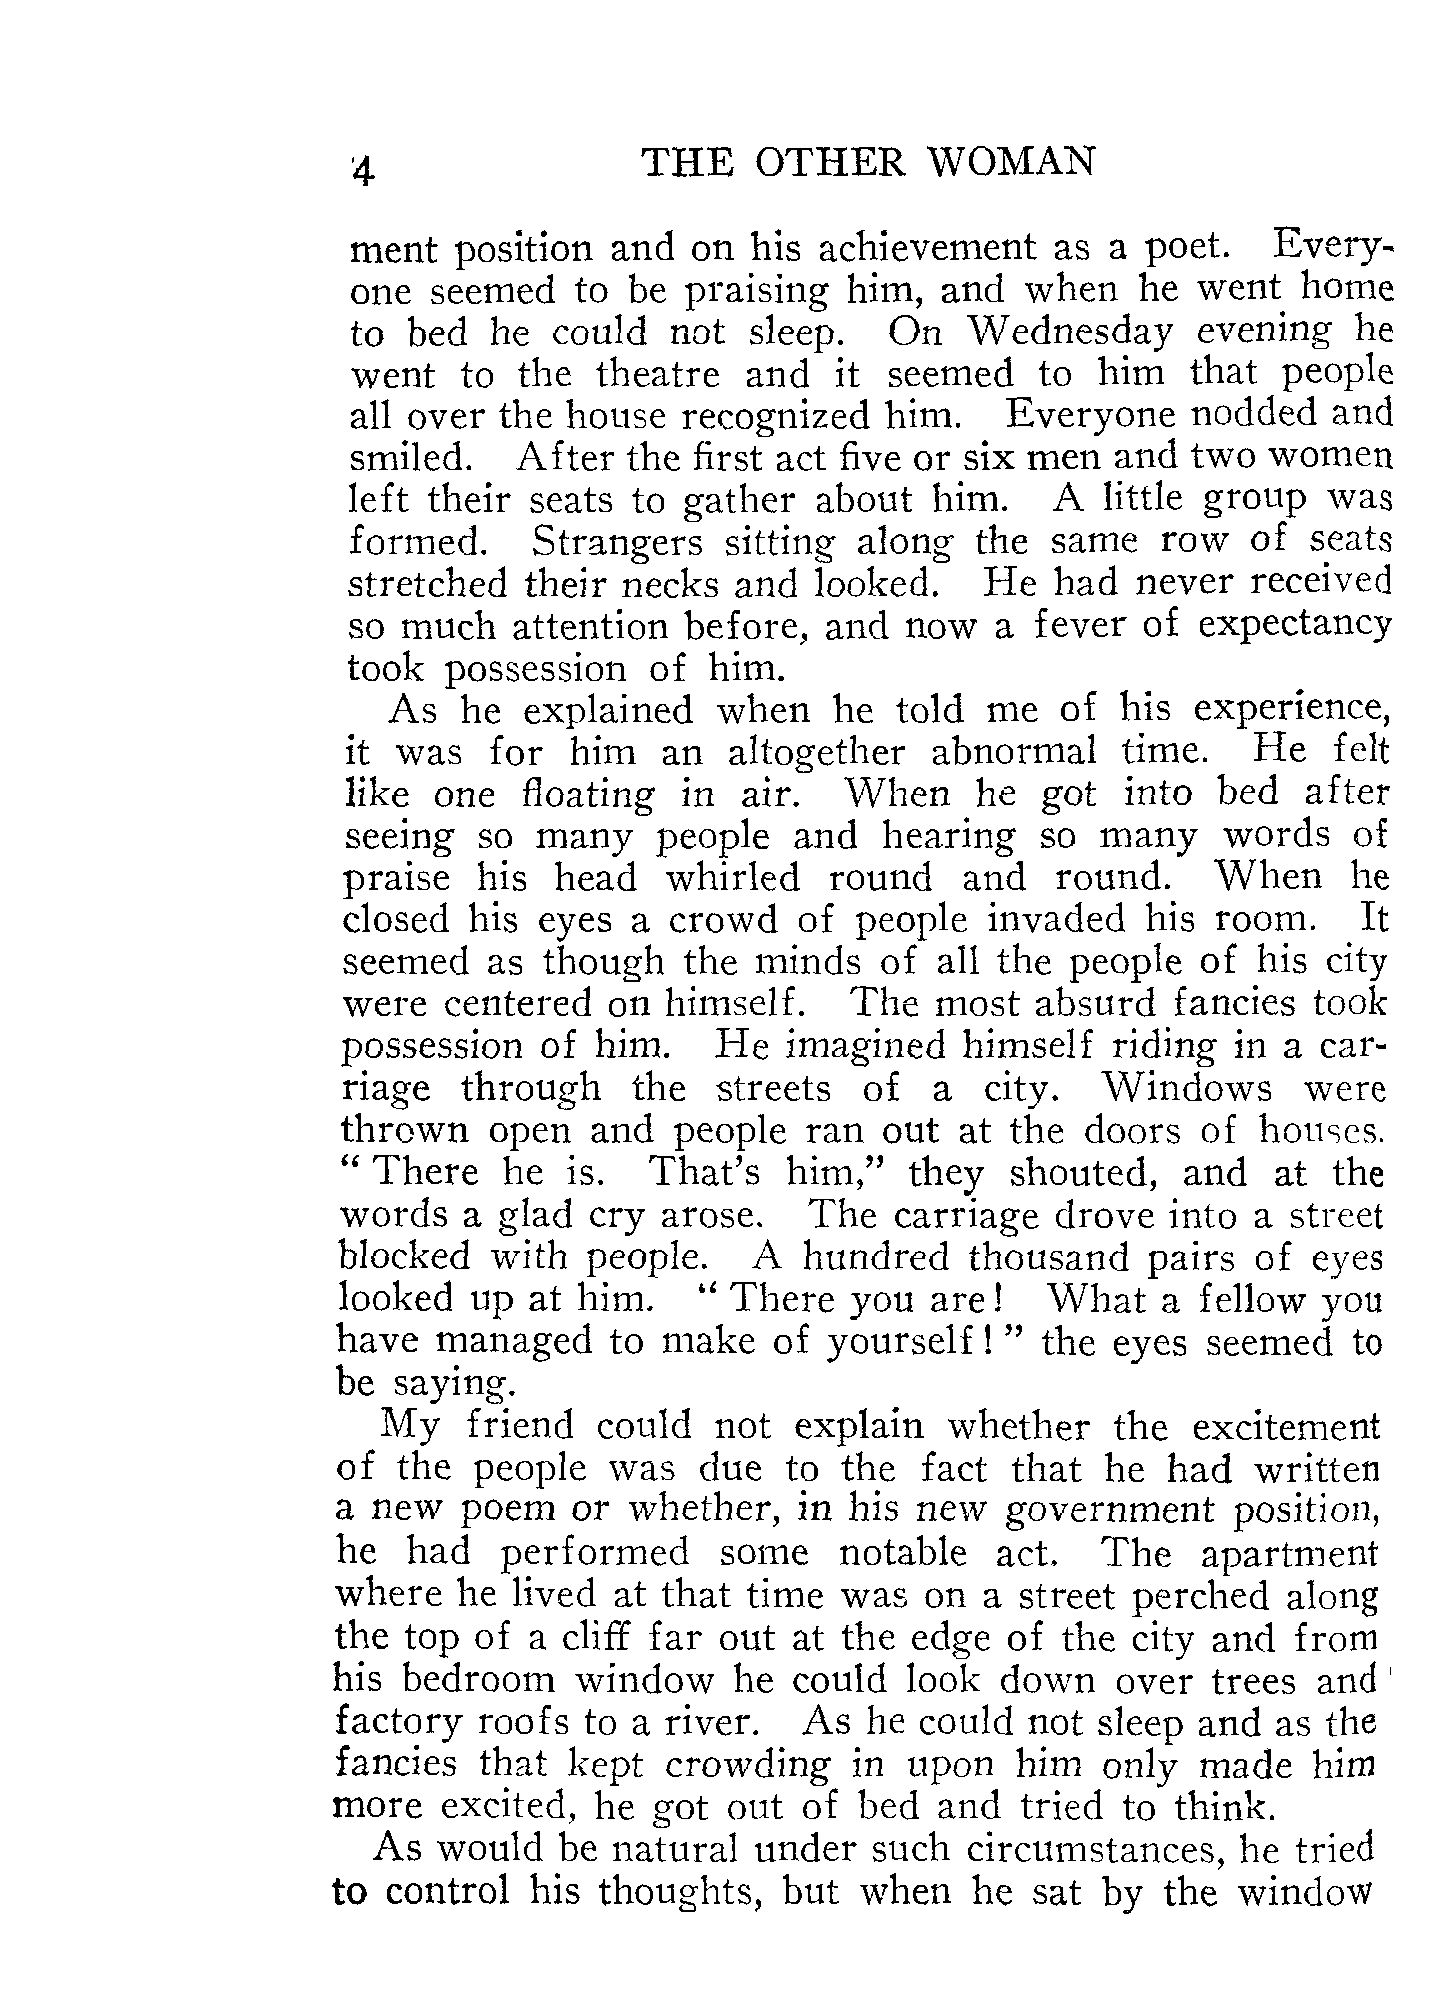 4 THE OTHER WOMAN
ment position and on his achievement as a poet. Every-
one seemed to be praising him, and when he went home
to bed he could not sleep. On Wednesday evening he
went to the theatre and it seemed to him that people
all over the house recognized him. Everyone nodded and
smiled. After the first act five or six men and two women
left their seats to gather about him. A little group was
formed. Strangers sitting along the same row of seats
stretched their necks and looked. He had never received
so much attention before, and now a fever of expectancy
took possession of him.
As he explained when he told me of his experience,
it was for him an altogether abnormal time. He felt
like one floating in air. When he got into bed after
seeing so many people and hearing so many words of
praise his head whirled round and round. When he
closed his eyes a crowd of people invaded his room. It
seemed as though the minds of all the people of his city
were centered on himself. The most absurd fancies took
possession of him. He imagined himself riding in a car-
riage through the streets of a city. Windows were
thrown open and people ran out at the doors of houses.
" There he is. That's him," they shouted, and at the
words a glad cry arose. The carriage drove into a street
blocked with people. A hundred thousand pairs of eyes
looked up at him. " There you are! What a fellow you
have managed to make of yourself! " the eyes seemed to
be saying.
My friend could not explain whether the excitement
of the people was due to the fact that he had written
a new poem or whether, in his new government position,
he had performed some notable act. The apartment
where he lived at that time was on a street perched along
the top of a cliff far out at the edge of the city and from
his bedroom window he could look down over trees and
factory roofs to a river. As he could not sleep and as the
fancies that kept crowding in upon him only made him
more excited, he got out of bed and tried to think.
As would be natural under such circumstances, he tried
to control his thoughts, but when he sat by the window